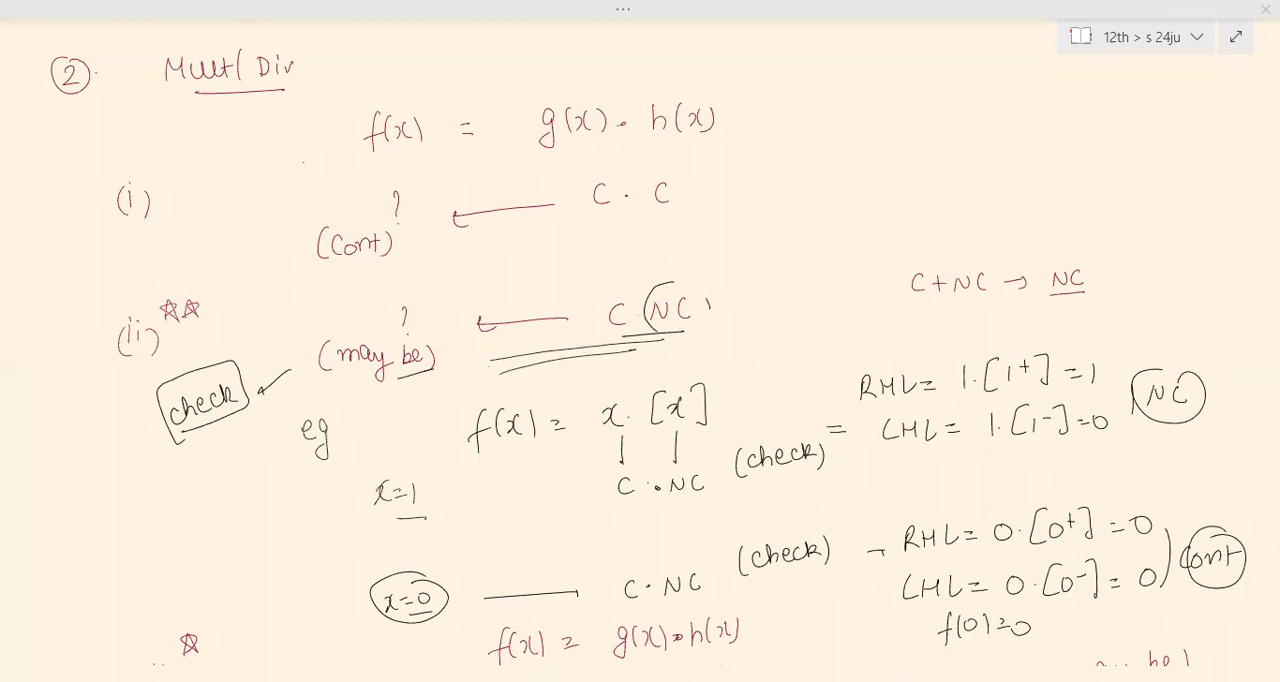 ...
12th > s 24ju
② Mult/Div
f(x) = g(x) . h(x)
(i) ? (Cont) ← C . C
C + NC → NC
(ii) ☆☆ ? (may be) ← C . NC
check ✓
eg f(x) = x. [x]
C . NC (check) = RHL = 1.[1⁺] = 1
LHL = 1.[1⁻] = 0 NC
x=1
x=0 — C . NC (check) → RHL = 0.[0⁺] = 0
LHL = 0.[0⁻] = 0 ) Cont
f(0) = 0
☆ f(x) = g(x) . h(x)